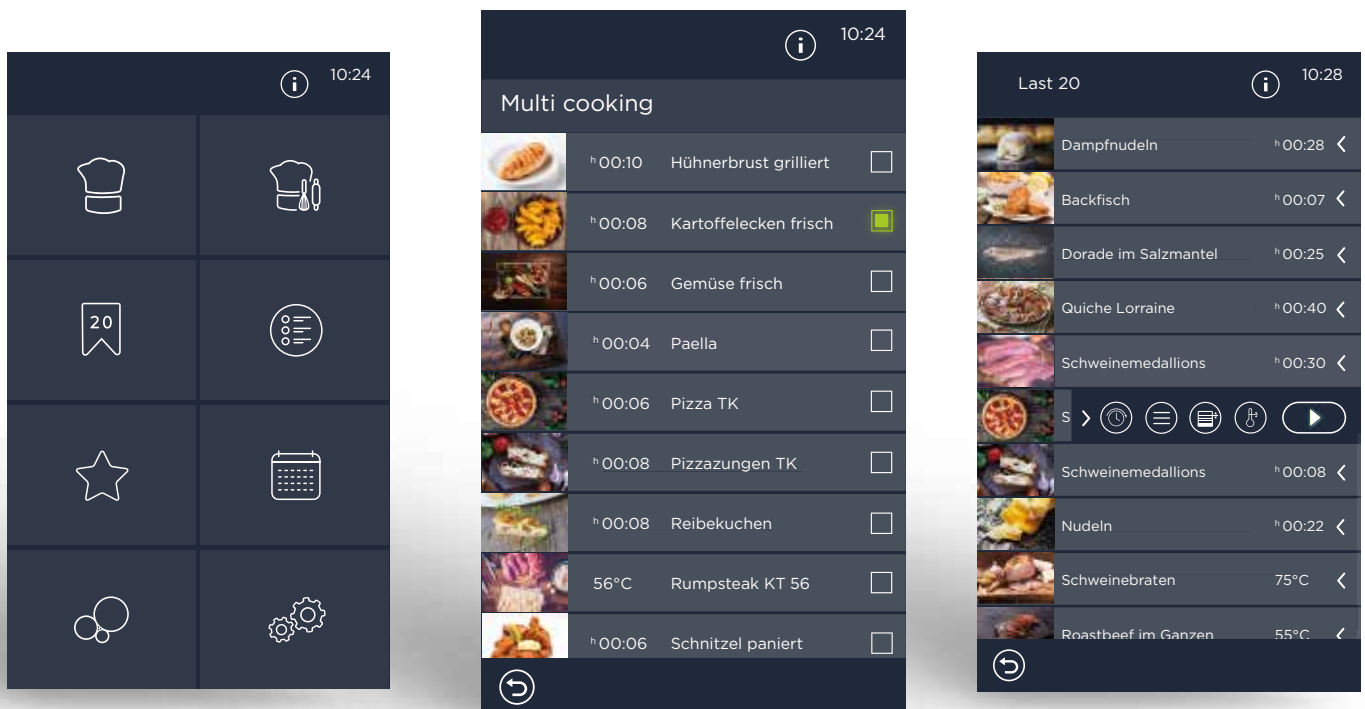 10:24
20
10:24
Multi cooking
h 00:10 Hühnerbrust grilliert
h 00:08 Kartoffelecken frisch
h 00:06 Gemüse frisch
h 00:04 Paella
h 00:06 Pizza TK
h 00:08 Pizzazungen TK
h 00:08 Reibekuchen
56°C Rumpsteak KT 56
h 00:06 Schnitzel paniert
Last 20 10:28
Dampfnudeln h 00:28
Backfisch h 00:07
Dorade im Salzmantel h 00:25
Quiche Lorraine h 00:40
Schweinemedallions h 00:30
S
Schweinemedallions h 00:08
Nudeln h 00:22
Schweinebraten 75°C
Roastbeef im Ganzen 55°C